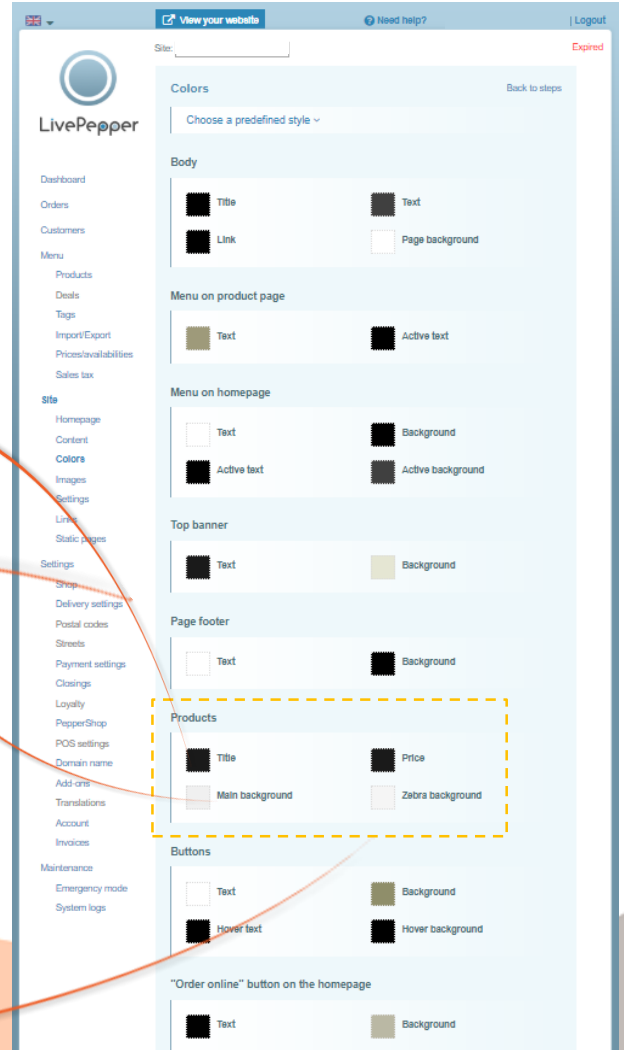 View your website
Need help?
| Logout
Site:
Expired
LivePepper
Dashboard
Orders
Customers
Menu
Products
Deals
Tags
Import/Export
Prices/availabilities
Sales tax
Site
Homepage
Content
Colors
Images
Settings
Links
Static pages
Settings
Shop
Delivery settings
Postal codes
Streets
Payment settings
Closings
Loyalty
PepperShop
POS settings
Domain name
Add-ons
Translations
Account
Invoices
Maintenance
Emergency mode
System logs
Colors
Back to steps
Choose a predefined style
Body
Title
Text
Link
Page background
Menu on product page
Text
Active text
Menu on homepage
Text
Background
Active text
Active background
Top banner
Text
Background
Page footer
Text
Background
Products
Title
Price
Main background
Zebra background
Buttons
Text
Background
Hover text
Hover background
"Order online" button on the homepage
Text
Background